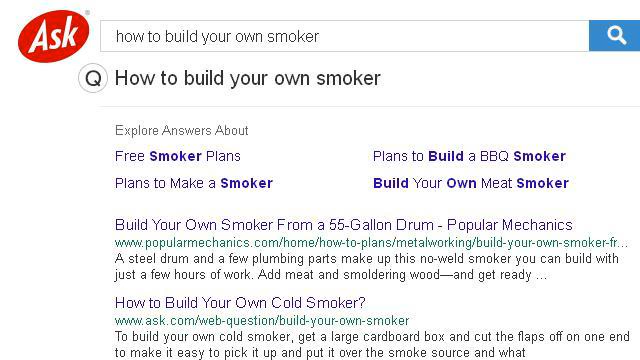 Ask®
how to build your own smoker
Q How to build your own smoker
Explore Answers About
Free Smoker Plans
Plans to Build a BBQ Smoker
Plans to Make a Smoker
Build Your Own Meat Smoker
Build Your Own Smoker From a 55-Gallon Drum - Popular Mechanics
www.popularmechanics.com/home/how-to-plans/metalworking/build-your-own-smoker-fr...
A steel drum and a few plumbing parts make up this no-weld smoker you can build with
just a few hours of work. Add meat and smoldering wood—and get ready ...
How to Build Your Own Cold Smoker?
www.ask.com/web-question/build-your-own-smoker
To build your own cold smoker, get a large cardboard box and cut the flaps off on one end
to make it easy to pick it up and put it over the smoke source and what